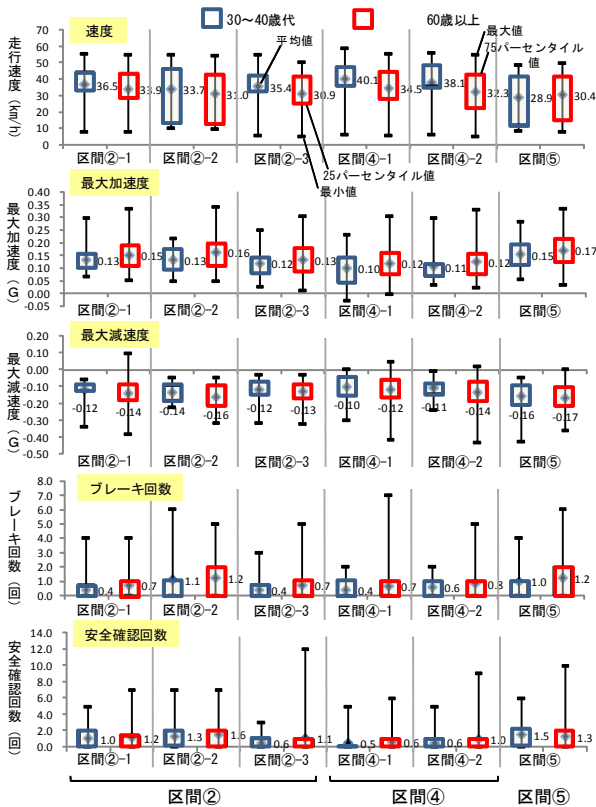 30～40歳代
60歳以上
速度
走行速度（km/h）
70
60
50
40
30
20
10
0
平均値
最大値
75パーセンタイル値
25パーセンタイル値
最小値
36.5 33.9 33.7 31.0 35.4 30.9 40.1 34.5 38.1 32.3 28.9 30.4
区間②-1 区間②-2 区間②-3 区間④-1 区間④-2 区間⑤
最大加速度
最大加速度（G）
0.40
0.35
0.30
0.25
0.20
0.15
0.10
0.05
0.00
-0.05
0.13 0.15 0.13 0.16 0.12 0.13 0.10 0.12 0.11 0.12 0.15 0.17
区間②-1 区間②-2 区間②-3 区間④-1 区間④-2 区間⑤
最大減速度
最大減速度（G）
0.20
0.10
0.00
-0.10
-0.20
-0.30
-0.40
-0.50
-0.12 -0.14 -0.14 -0.16 -0.12 -0.13 -0.10 -0.12 -0.11 -0.14 -0.16 -0.17
区間②-1 区間②-2 区間②-3 区間④-1 区間④-2 区間⑤
ブレーキ回数
ブレーキ回数（回）
8.0
7.0
6.0
5.0
4.0
3.0
2.0
1.0
0.0
0.4 0.7 1.1 1.2 0.4 0.7 0.4 0.7 0.6 0.8 1.0 1.2
区間②-1 区間②-2 区間②-3 区間④-1 区間④-2 区間⑤
安全確認回数
安全確認回数（回）
14.0
12.0
10.0
8.0
6.0
4.0
2.0
0.0
1.0 1.2 1.3 1.6 0.6 1.1 0.5 0.6 0.6 1.0 1.5 1.3
区間②-1 区間②-2 区間②-3 区間④-1 区間④-2 区間⑤
区間② 区間④ 区間⑤